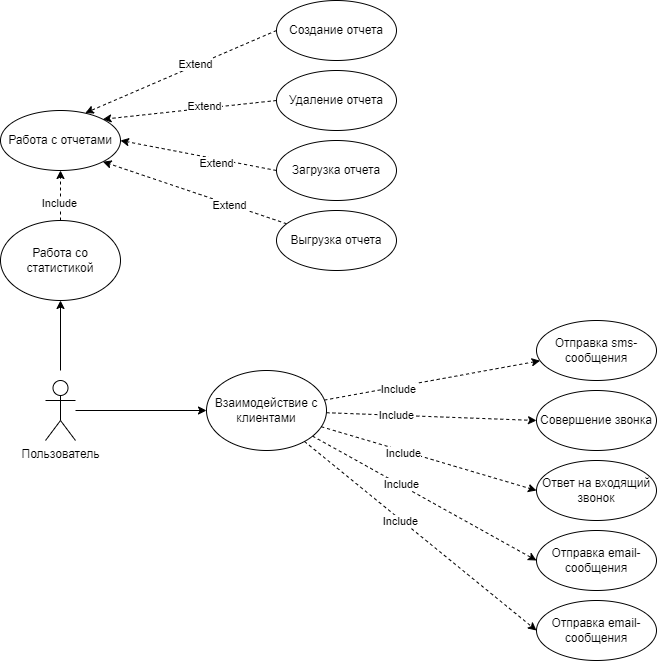 Создание отчета
Extend
Удаление отчета
Extend
Работа с отчетами
Загрузка отчета
Extend
Include
Extend
Выгрузка отчета
Работа со
статистикой
Отправка sms-
сообщения
Взаимодействие с
клиентами
Include
Include
Совершение звонка
Пользователь
Include
Ответ на входящий
звонок
Include
Include
Отправка email-
сообщения
Отправка email-
сообщения